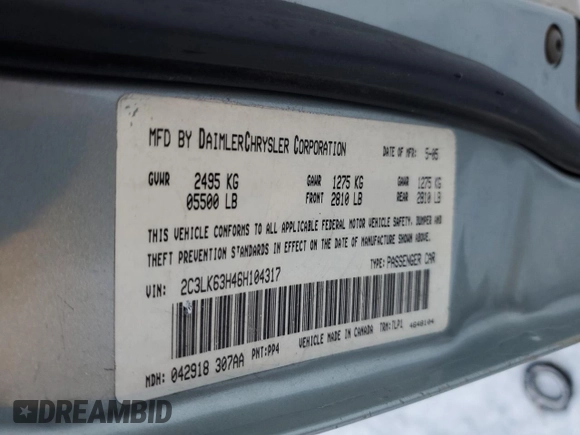 MFD BY DAIMLERCHRYSLER CORPORATION DATE OF MFR: 5-05
GVWR 2495 KG GAWR 1275 KG GAWR 1275 KG
05500 LB FRONT 2810 LB REAR 2810 LB
THIS VEHICLE CONFORMS TO ALL APPLICABLE FEDERAL MOTOR VEHICLE SAFETY, BUMPER AND
THEFT PREVENTION STANDARDS IN EFFECT ON THE DATE OF MANUFACTURE SHOWN ABOVE.
VIN: 2C3LK63H46H104317 TYPE: PASSENGER CAR
MDH: 042918 307AA PNT:PP4 VEHICLE MADE IN CANADA TRM:TLP1 4648104
DREAMBID